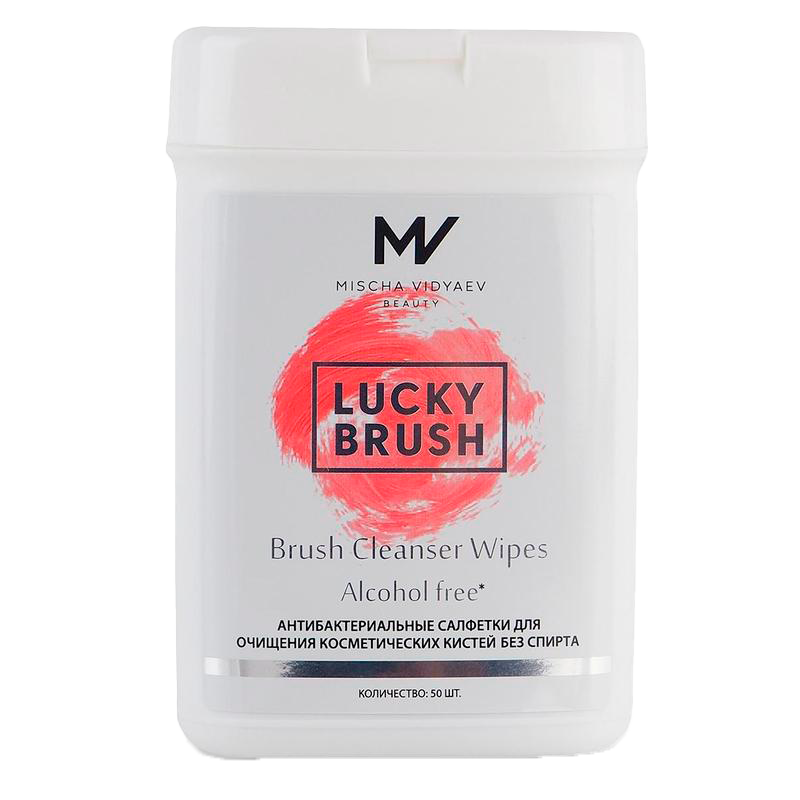 MV
MISCHA VIDYAEV
BEAUTY
LUCKY
BRUSH
Brush Cleanser Wipes
Alcohol free*
АНТИБАКТЕРИАЛЬНЫЕ САЛФЕТКИ ДЛЯ
ОЧИЩЕНИЯ КОСМЕТИЧЕСКИХ КИСТЕЙ БЕЗ СПИРТА
КОЛИЧЕСТВО: 50 ШТ.